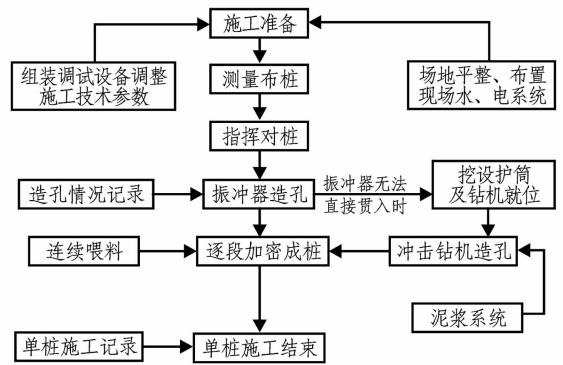 施工准备
组装调试设备调整
施工技术参数
测量布桩
场地平整、布置
现场水、电系统
指挥对桩
造孔情况记录
振冲器造孔
振冲器无法
直接贯入时
挖设护筒
及钻机就位
连续喂料
逐段加密成桩
冲击钻机造孔
泥浆系统
单桩施工记录
单桩施工结束